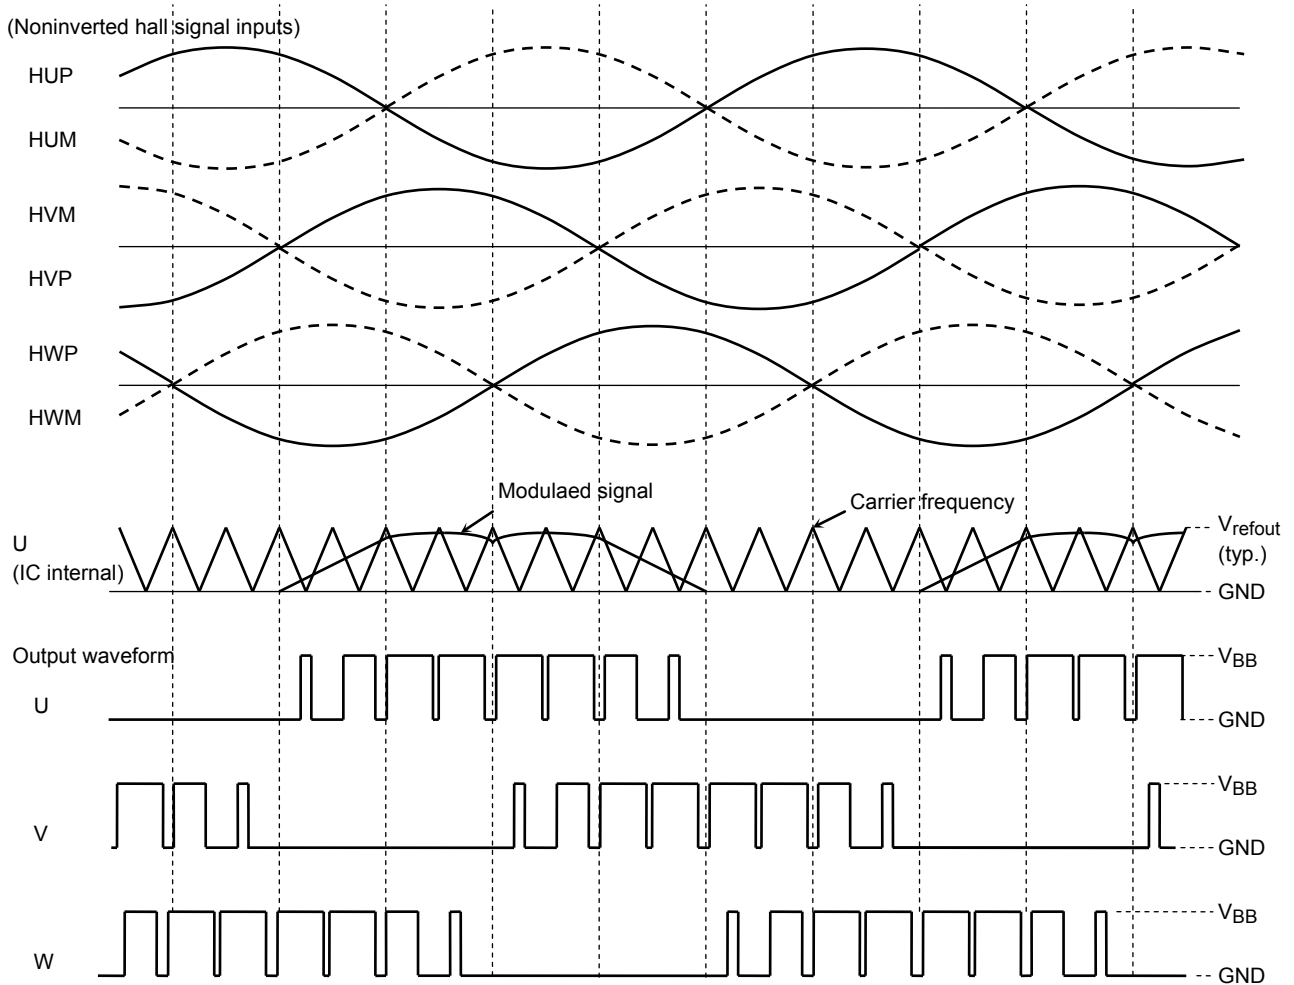 (Noninverted hall signal inputs)
HUP
HUM
HVM
HVP
HWP
HWM
Modulaed signal
Carrier frequency
U
(IC internal)
Vrefout
(typ.)
GND
Output waveform
VBB
U
GND
VBB
V
GND
VBB
W
GND